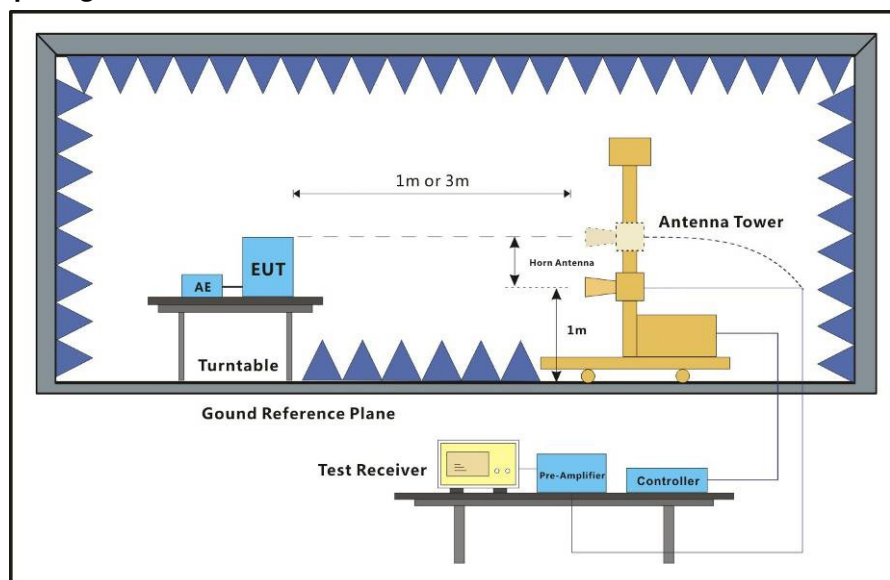 1m or 3m
Antenna Tower
Horn Antenna
EUT
AE
1m
Turntable
Gound Reference Plane
Test Receiver
Pre-Amplifier
Controller